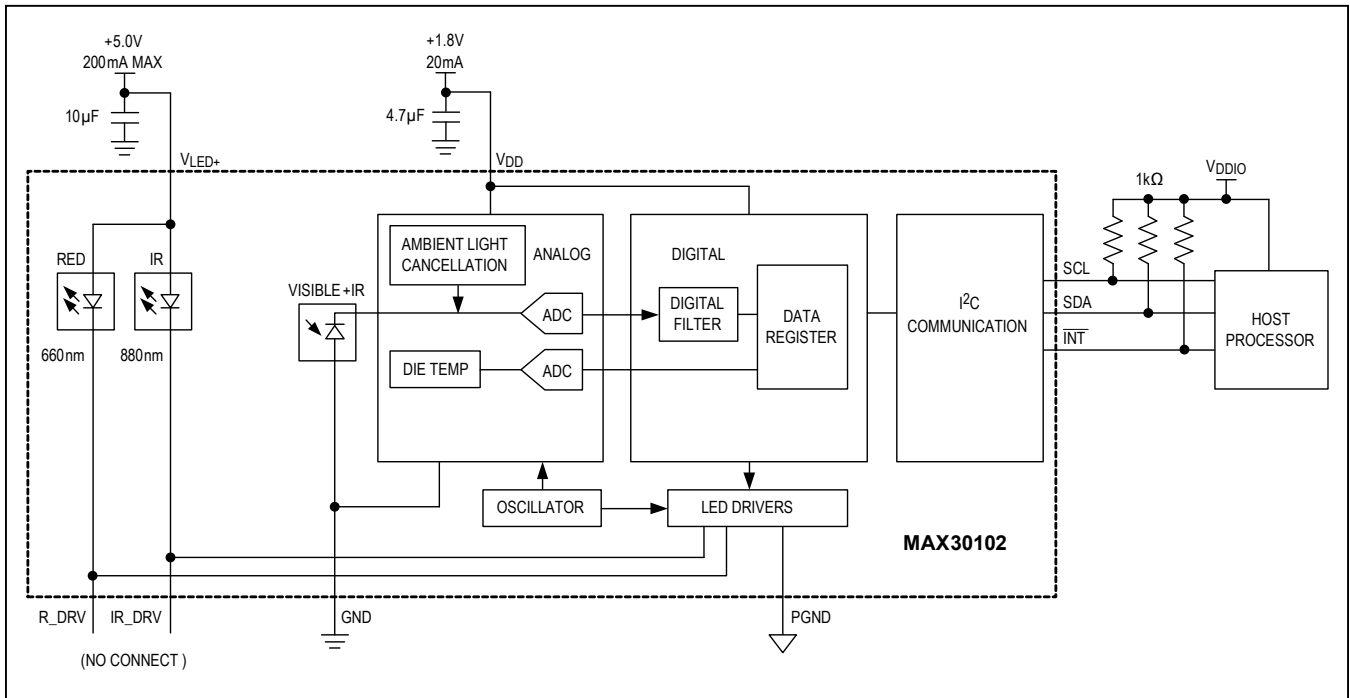 +5.0V
200mA MAX
10µF
VLED+
+1.8V
20mA
4.7µF
VDD
VDDIO
1kΩ
RED
IR
660nm
880nm
VISIBLE+IR
AMBIENT LIGHT
CANCELLATION
ANALOG
ADC
DIE TEMP
ADC
DIGITAL
DIGITAL
FILTER
DATA
REGISTER
I²C
COMMUNICATION
SCL
SDA
INT
HOST
PROCESSOR
OSCILLATOR
LED DRIVERS
MAX30102
R_DRV
IR_DRV
GND
PGND
(NO CONNECT )